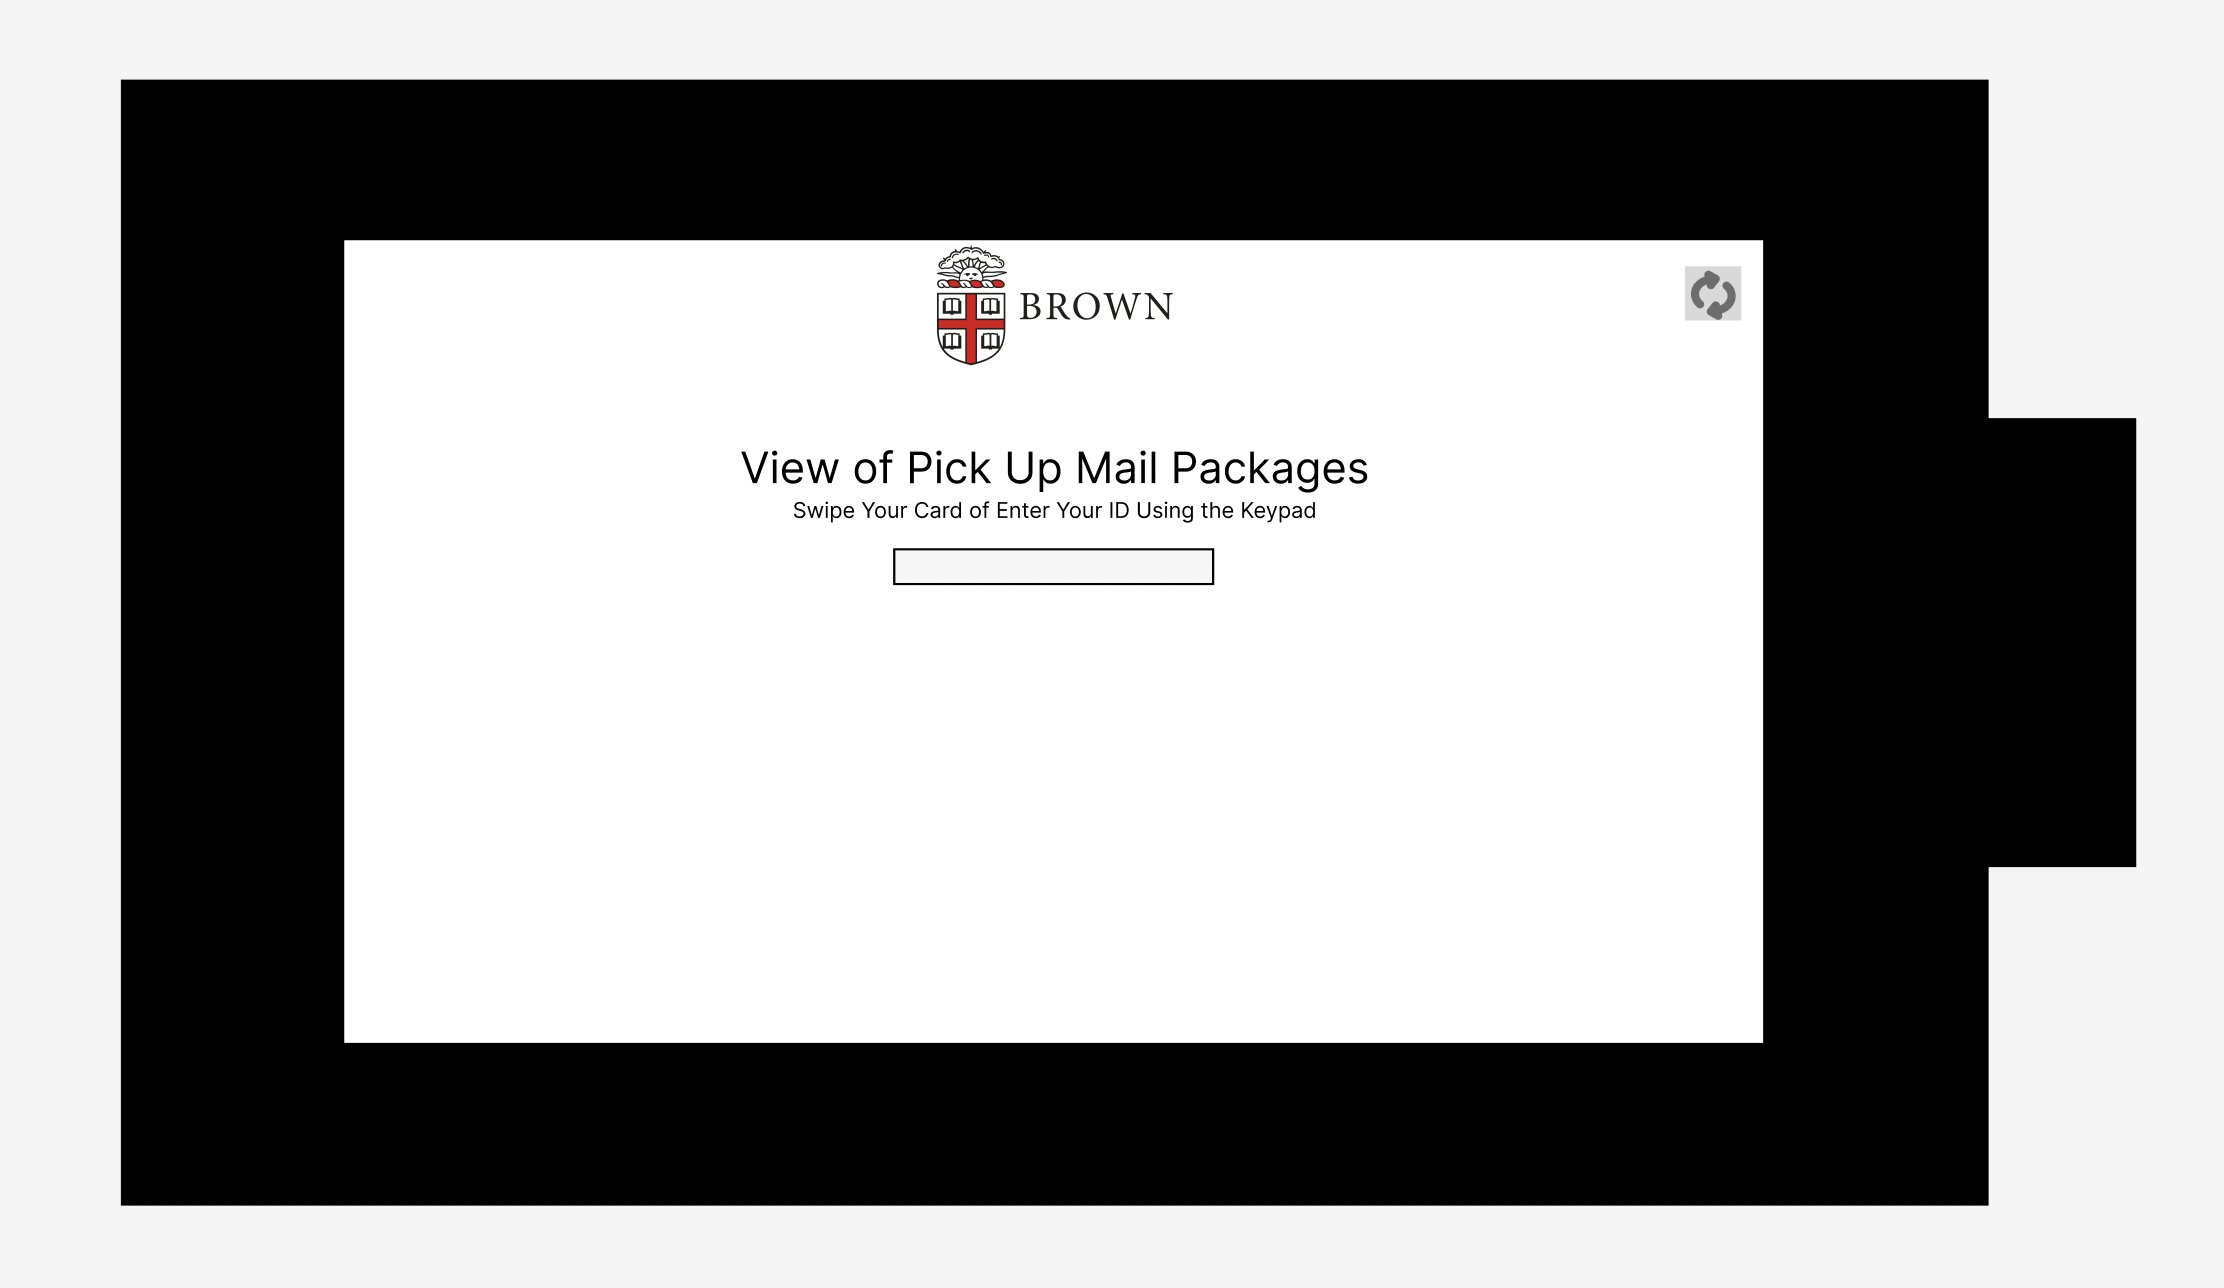 BROWN
View of Pick Up Mail Packages
Swipe Your Card of Enter Your ID Using the Keypad